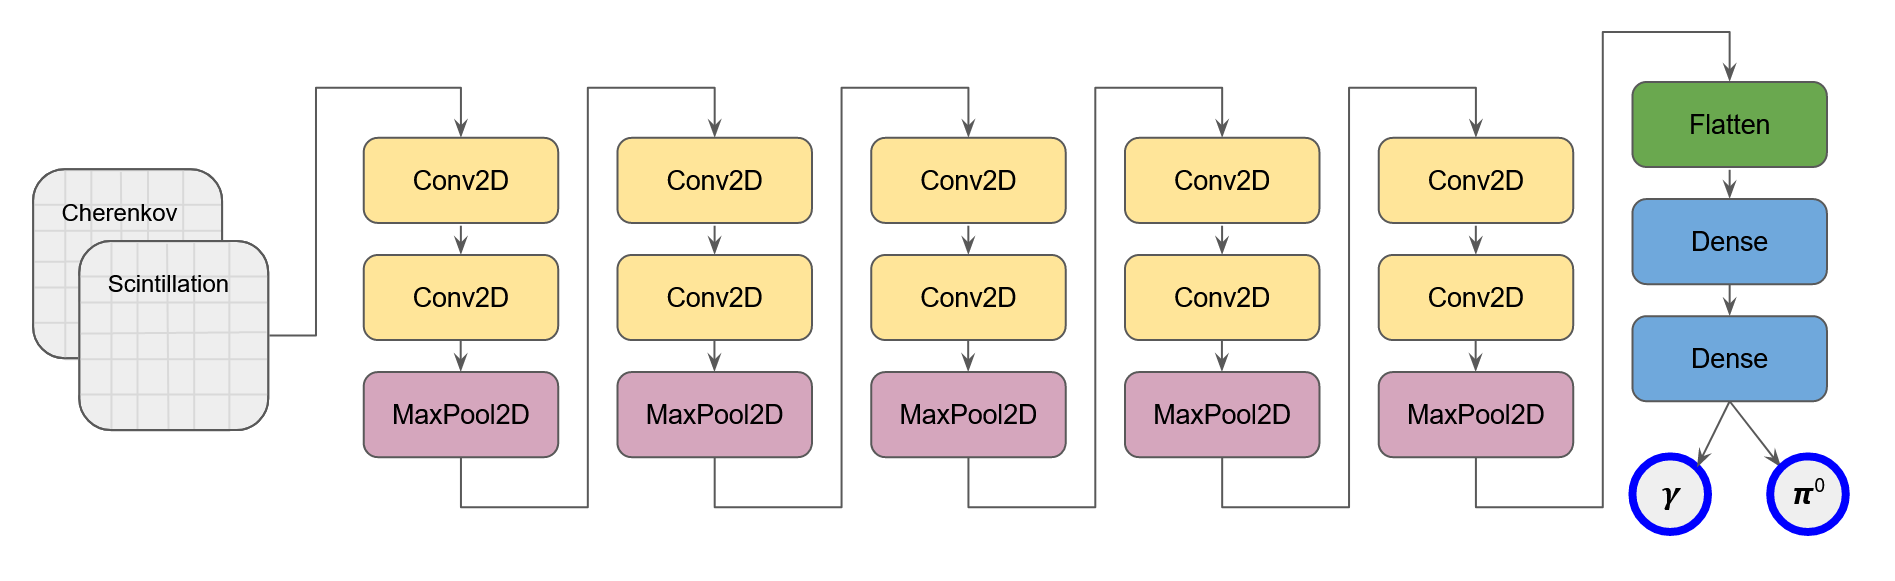 Cherenkov
Scintillation
Conv2D
Conv2D
MaxPool2D
Conv2D
Conv2D
MaxPool2D
Conv2D
Conv2D
MaxPool2D
Conv2D
Conv2D
MaxPool2D
Conv2D
Conv2D
MaxPool2D
Flatten
Dense
Dense
γ
π⁰